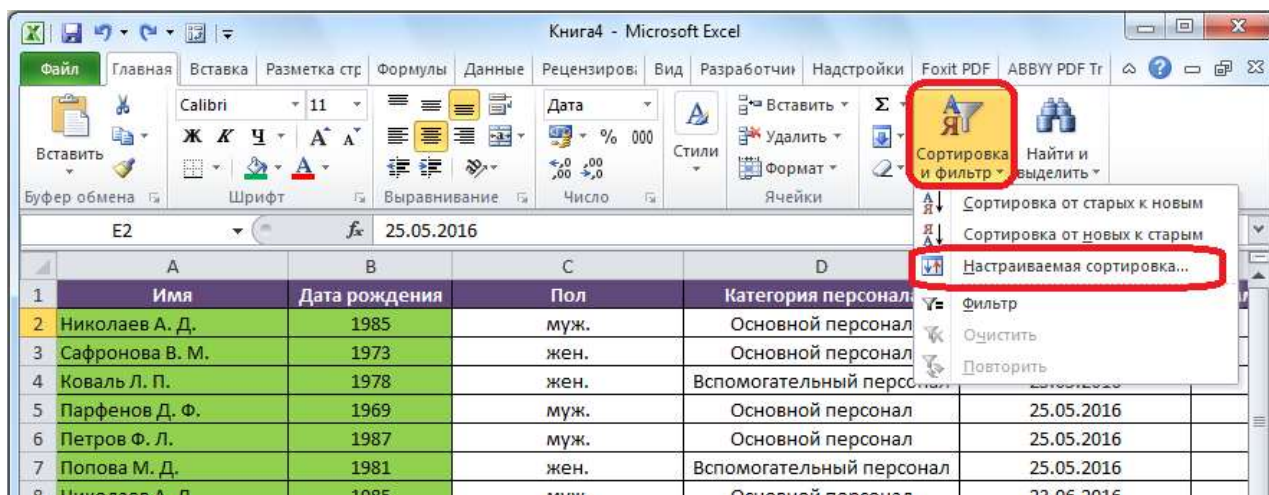 Книга4 - Microsoft Excel
Файл Главная Вставка Разметка стр Формулы Данные Рецензирова Вид Разработчик Надстройки Foxit PDF ABBYY PDF Tr
Calibri 11 Дата Вставить Σ
Ж К Ч А А % 000 Удалить
Вставить Стили Формат Сортировка и фильтр Найти и выделить
Буфер обмена Шрифт Выравнивание Число Ячейки
Сортировка от старых к новым
Сортировка от новых к старым
Настраиваемая сортировка...
Фильтр
Очистить
Повторить
E2 fx 25.05.2016
A B C D
1 Имя Дата рождения Пол Категория персонала
2 Николаев А. Д. 1985 муж. Основной персонал
3 Сафронова В. М. 1973 жен. Основной персонал
4 Коваль Л. П. 1978 жен. Вспомогательный персонал
5 Парфенов Д. Ф. 1969 муж. Основной персонал 25.05.2016
6 Петров Ф. Л. 1987 муж. Основной персонал 25.05.2016
7 Попова М. Д. 1981 жен. Вспомогательный персонал 25.05.2016